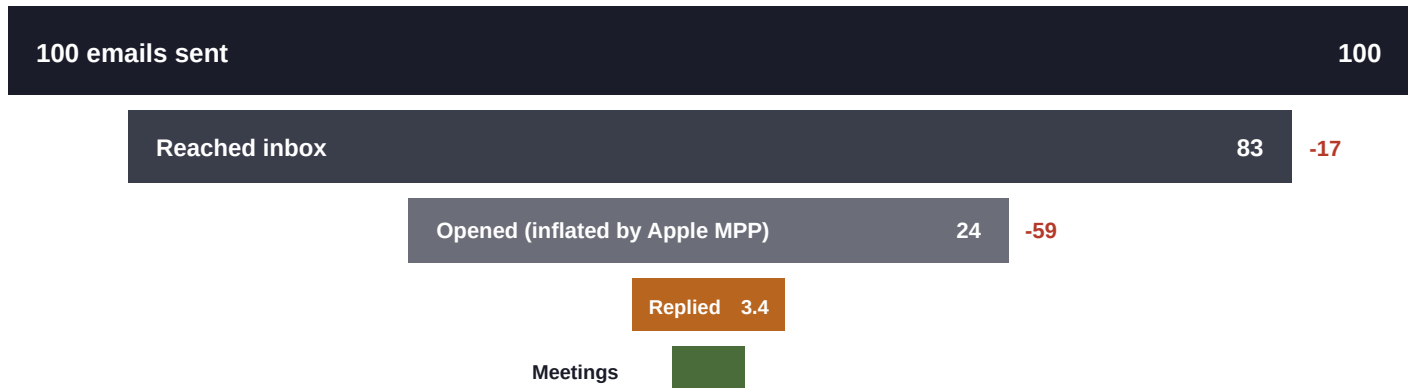 100 emails sent 100
Reached inbox 83 -17
Opened (inflated by Apple MPP) 24 -59
Replied 3.4
Meetings